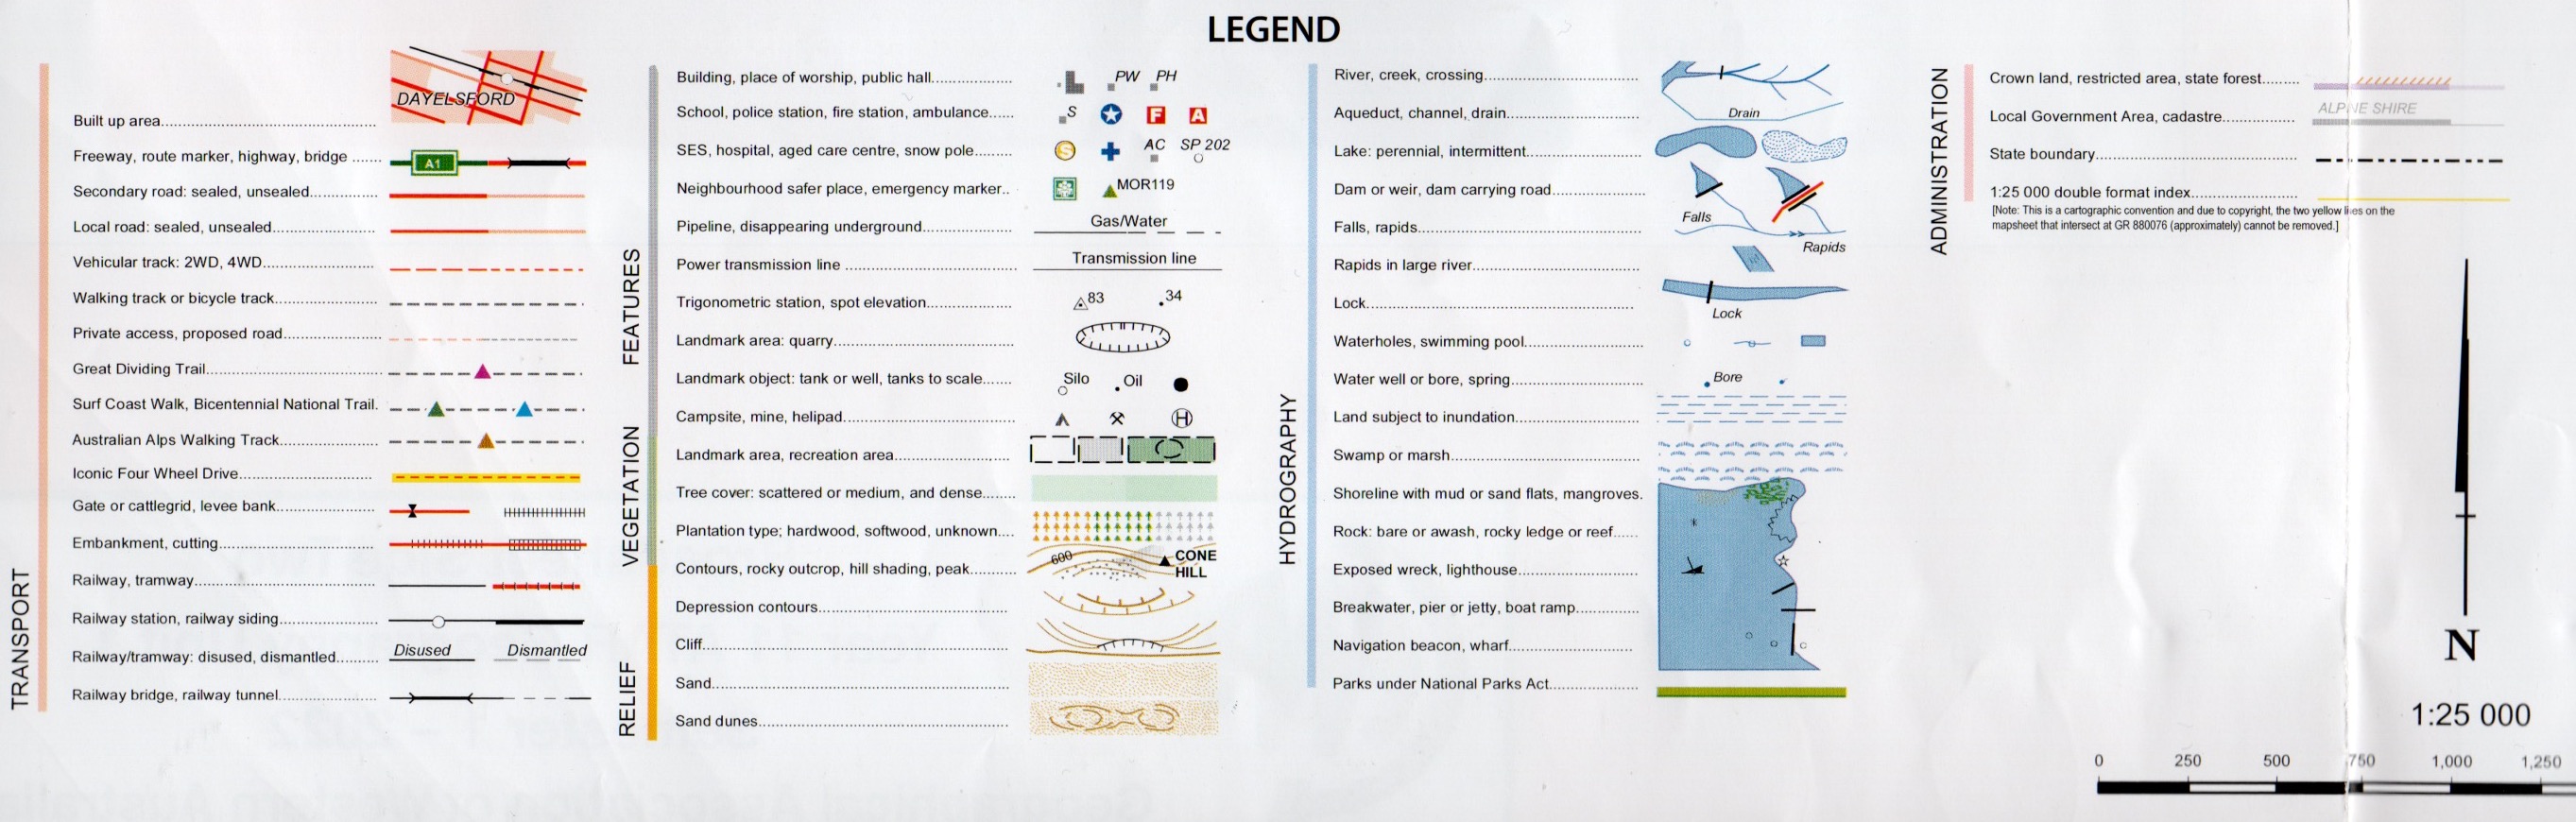 LEGEND
TRANSPORT
DAYELSFORD
Built up area
Freeway, route marker, highway, bridge
A1
Secondary road: sealed, unsealed
Local road: sealed, unsealed
Vehicular track: 2WD, 4WD
Walking track or bicycle track
Private access, proposed road
Great Dividing Trail
Surf Coast Walk, Bicentennial National Trail.
Australian Alps Walking Track
Iconic Four Wheel Drive
Gate or cattlegrid, levee bank
Embankment, cutting
Railway, tramway
Railway station, railway siding
Railway/tramway: disused, dismantled
Disused Dismantled
Railway bridge, railway tunnel
FEATURES
Building, place of worship, public hall
PW PH
School, police station, fire station, ambulance
S F A
SES, hospital, aged care centre, snow pole
S AC SP 202
Neighbourhood safer place, emergency marker..
MOR119
Pipeline, disappearing underground
Gas/Water
Power transmission line
Transmission line
Trigonometric station, spot elevation
83 .34
Landmark area: quarry
Landmark object: tank or well, tanks to scale
Silo Oil
Campsite, mine, helipad
H
VEGETATION
Landmark area, recreation area
Tree cover: scattered or medium, and dense
Plantation type; hardwood, softwood, unknown
RELIEF
Contours, rocky outcrop, hill shading, peak
600 CONE
HILL
Depression contours
Cliff
Sand
Sand dunes
HYDROGRAPHY
River, creek, crossing
Aqueduct, channel, drain
Drain
Lake: perennial, intermittent
Dam or weir, dam carrying road
Falls, rapids
Falls
Rapids
Rapids in large river
Lock
Lock
Waterholes, swimming pool
Water well or bore, spring
Bore
Land subject to inundation
Swamp or marsh
Shoreline with mud or sand flats, mangroves.
Rock: bare or awash, rocky ledge or reef
Exposed wreck, lighthouse
Breakwater, pier or jetty, boat ramp
Navigation beacon, wharf
Parks under National Parks Act
ADMINISTRATION
Crown land, restricted area, state forest
Local Government Area, cadastre
ALPINE SHIRE
State boundary
1:25 000 double format index
[Note: This is a cartographic convention and due to copyright, the two yellow lines on the
mapsheet that intersect at GR 880076 (approximately) cannot be removed.]
N
1:25 000
0 250 500 750 1,000 1,250